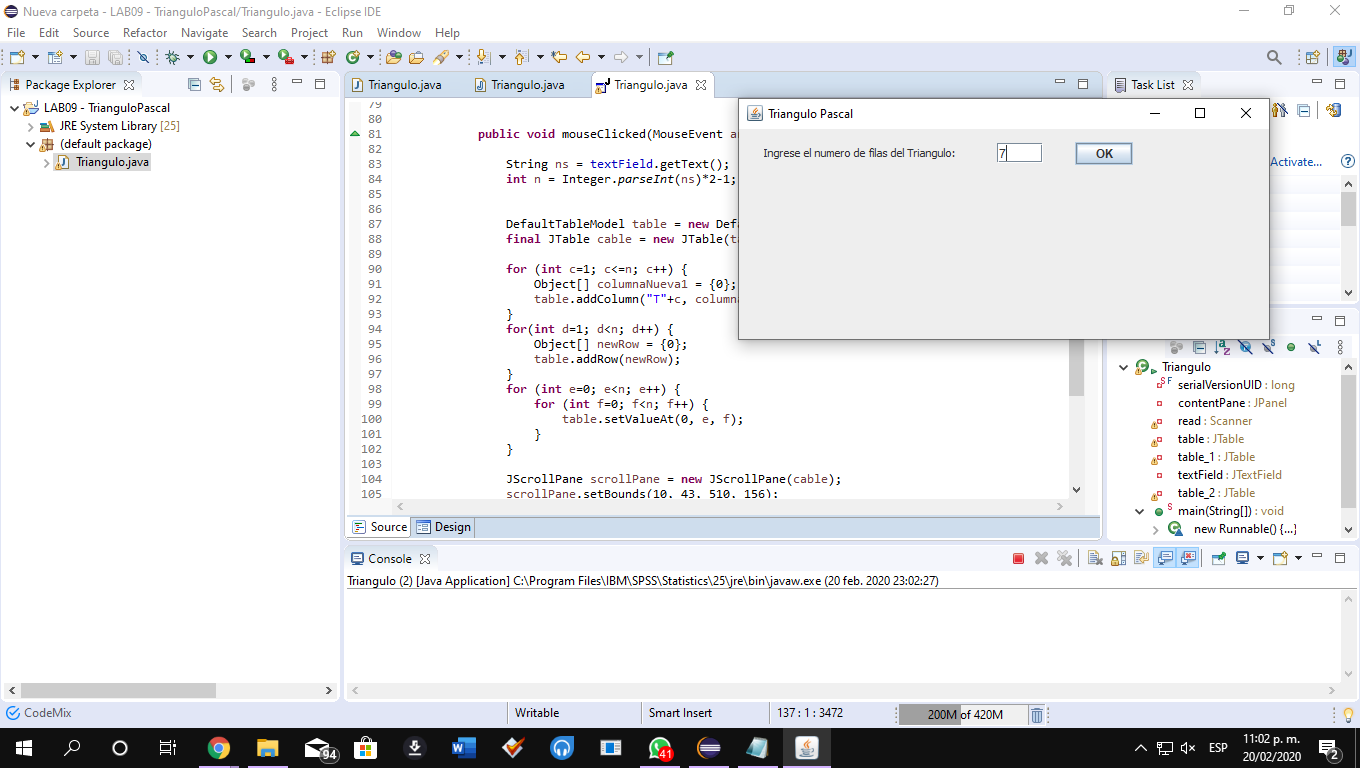 Nueva carpeta - LAB09 - TrianguloPascal/Triangulo.java - Eclipse IDE
File Edit Source Refactor Navigate Search Project Run Window Help
Package Explorer
LAB09 - TrianguloPascal
JRE System Library [25]
(default package)
Triangulo.java
Triangulo.java Triangulo.java Triangulo.java
79
80
81 public void mouseClicked(MouseEvent
82
83 String ns = textField.getText();
84 int n = Integer.parseInt(ns)*2-1;
85
86
87 DefaultTableModel table = new
88 final JTable cable = new
89
90 for (int c=1; c<=n; c++) {
91 Object[] columnaNueva1 = {0};
92 table.addColumn("T"+c,
93 }
94 for(int d=1; d<n; d++) {
95 Object[] newRow = {0};
96 table.addRow(newRow);
97 }
98 for (int e=0; e<n; e++) {
99 for (int f=0; f<n; f++) {
100 table.setValueAt(0, e, f);
101 }
102 }
103
104 JScrollPane scrollPane = new JScrollPane(cable);
105 scrollPane.setBounds(10, 43, 510, 156);
Source Design
Triangulo Pascal
Ingrese el numero de filas del Triangulo: 7 OK
Task List
Activate...
Triangulo
serialVersionUID : long
contentPane : JPanel
read : Scanner
table : JTable
table_1 : JTable
textField : JTextField
table_2 : JTable
main(String[]) : void
new Runnable() {...}
Console
Triangulo (2) [Java Application] C:\Program Files\IBM\SPSS\Statistics\25\jre\bin\javaw.exe (20 feb. 2020 23:02:27)
CodeMix Writable Smart Insert 137 : 1 : 3472 200M of 420M
94 41 ESP 11:02 p. m.
20/02/2020 2